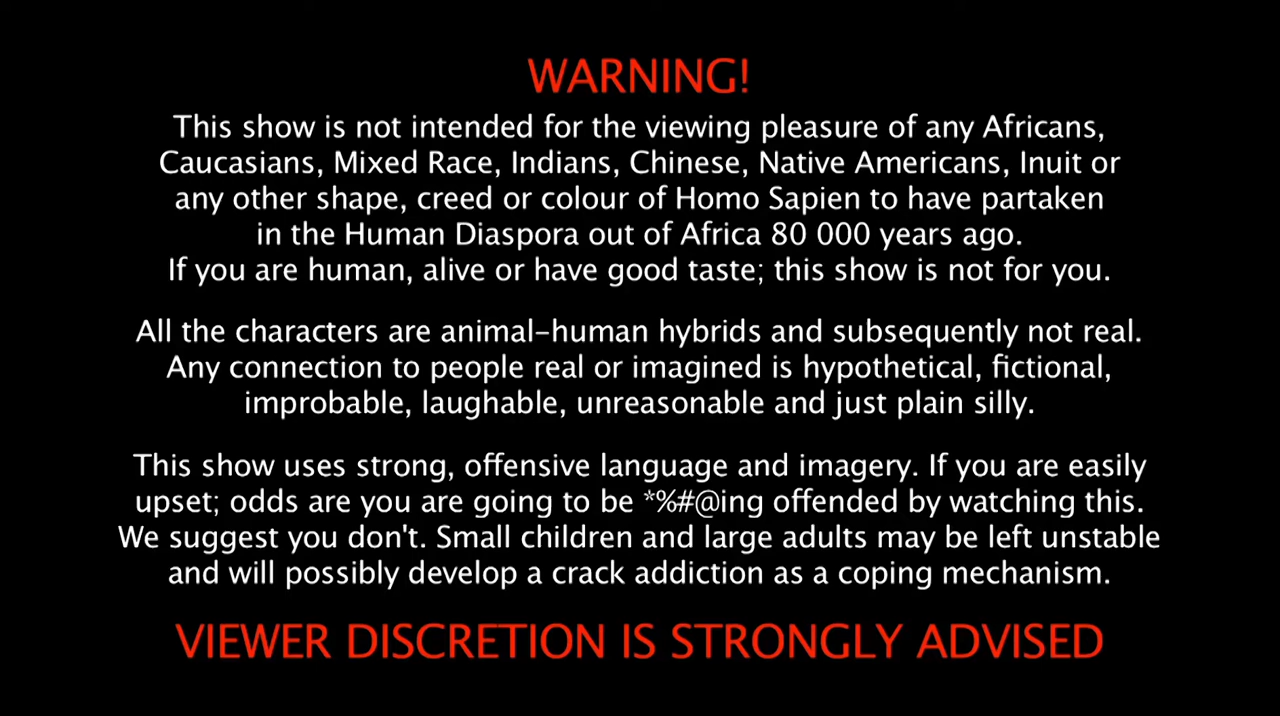 WARNING!
This show is not intended for the viewing pleasure of any Africans,
Caucasians, Mixed Race, Indians, Chinese, Native Americans, Inuit or
any other shape, creed or colour of Homo Sapien to have partaken
in the Human Diaspora out of Africa 80 000 years ago.
If you are human, alive or have good taste; this show is not for you.
All the characters are animal-human hybrids and subsequently not real.
Any connection to people real or imagined is hypothetical, fictional,
improbable, laughable, unreasonable and just plain silly.
This show uses strong, offensive language and imagery. If you are easily
upset; odds are you are going to be *%#@ing offended by watching this.
We suggest you don't. Small children and large adults may be left unstable
and will possibly develop a crack addiction as a coping mechanism.
VIEWER DISCRETION IS STRONGLY ADVISED